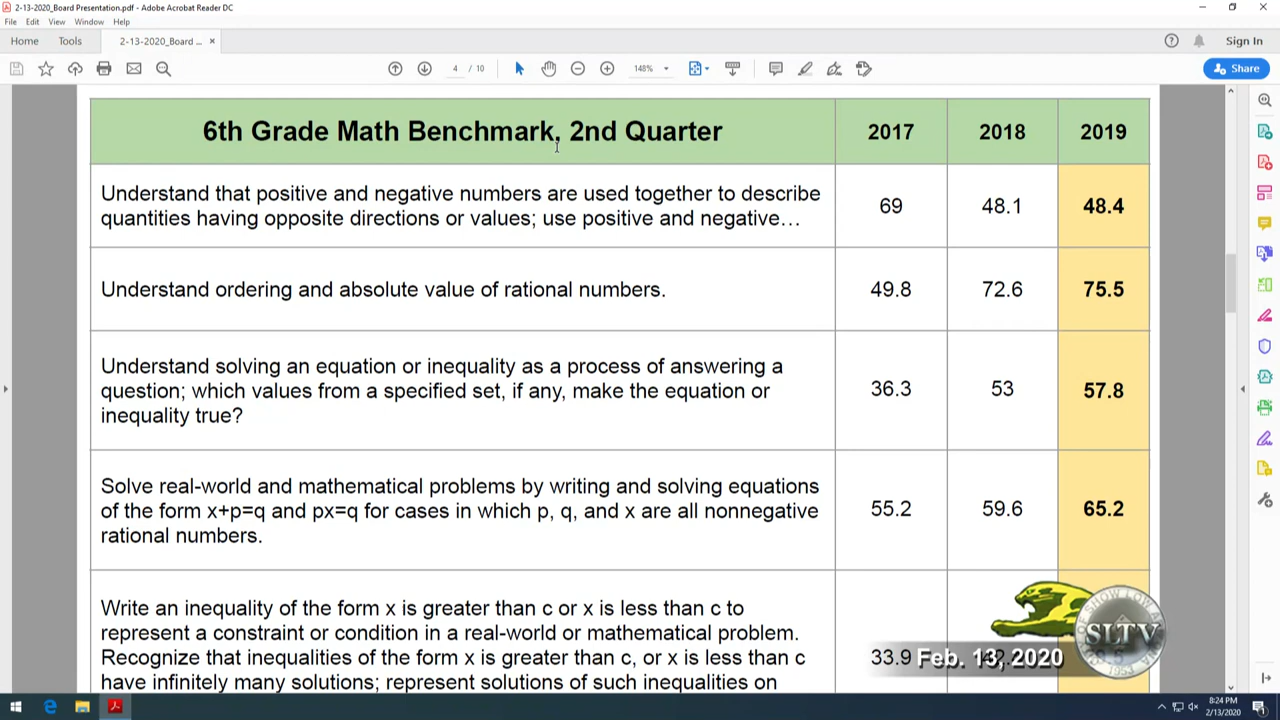 2-13-2020_Board Presentation.pdf - Adobe Acrobat Reader DC
File Edit View Window Help
Home Tools 2-13-2020_Board ... × Sign In
4 / 10 148% Share
6th Grade Math Benchmark, 2nd Quarter 2017 2018 2019
Understand that positive and negative numbers are used together to describe
quantities having opposite directions or values; use positive and negative… 69 48.1 48.4
Understand ordering and absolute value of rational numbers. 49.8 72.6 75.5
Understand solving an equation or inequality as a process of answering a
question; which values from a specified set, if any, make the equation or 36.3 53 57.8
inequality true?
Solve real-world and mathematical problems by writing and solving equations
of the form x+p=q and px=q for cases in which p, q, and x are all nonnegative 55.2 59.6 65.2
rational numbers.
Write an inequality of the form x is greater than c or x is less than c to
represent a constraint or condition in a real-world or mathematical problem.
Recognize that inequalities of the form x is greater than c, or x is less than c 33.9
have infinitely many solutions; represent solutions of such inequalities on
SLTV
1953
Feb. 13, 2020
8:24 PM
2/13/2020